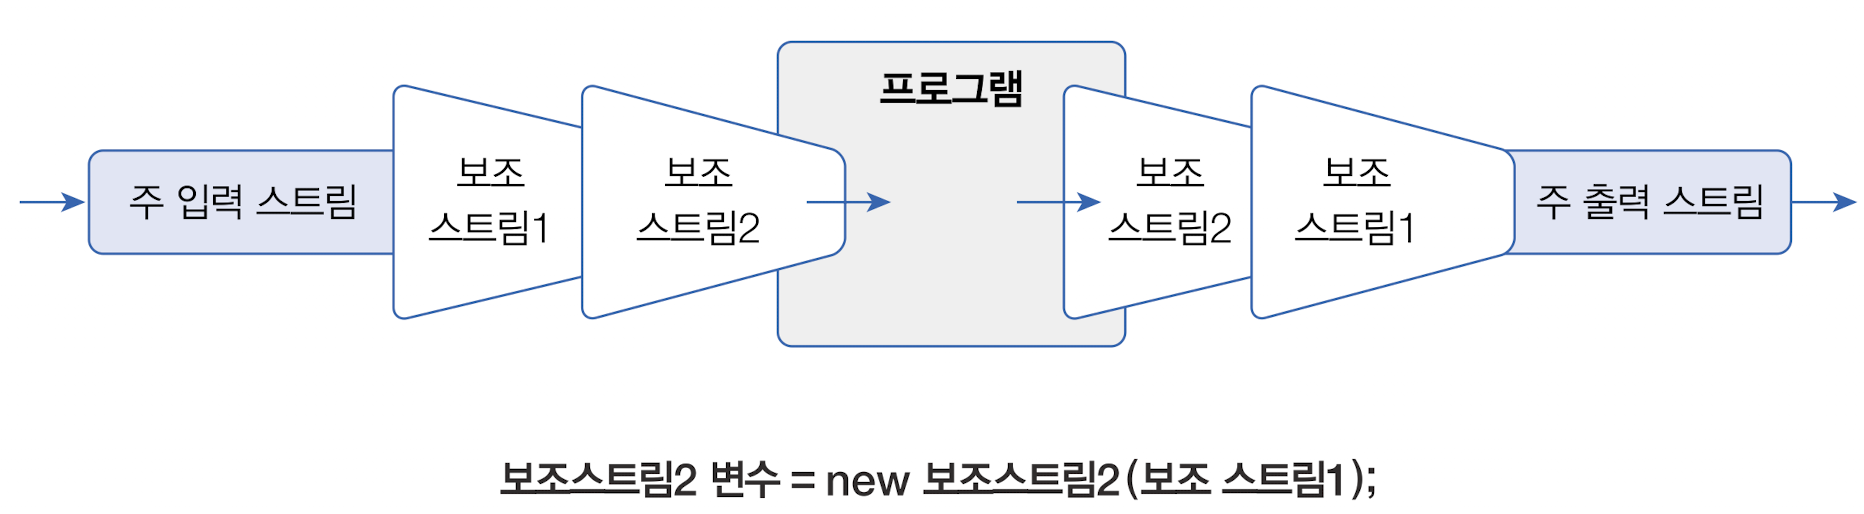 프로그램
주 입력 스트림
보조
스트림1
보조
스트림2
보조
스트림2
보조
스트림1
주 출력 스트림
보조스트림2 변수 = new 보조스트림2(보조 스트림1);